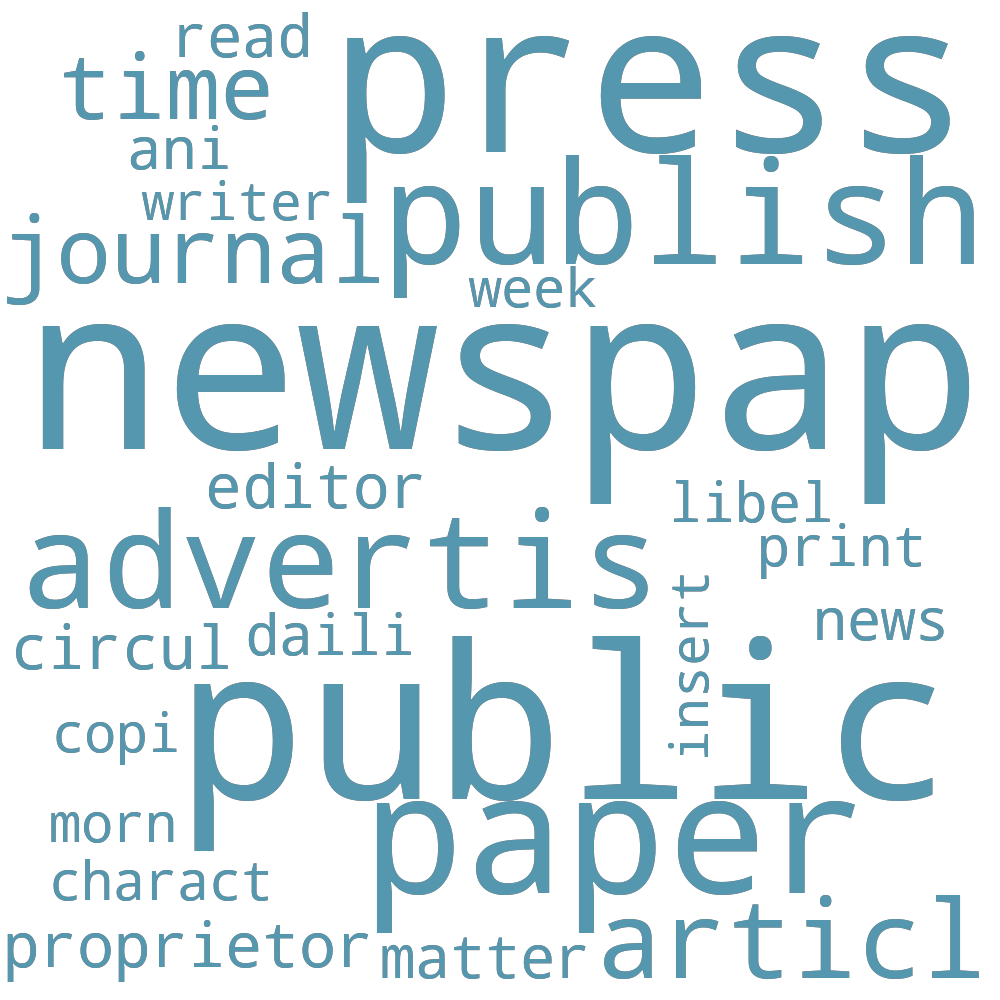 read
press
time
ani
publish
writer
journal
week
newspap
editor
libel
advertis
print
insert
news
daili
circul
public
copi
paper
morn
charact
articl
proprietor
matter